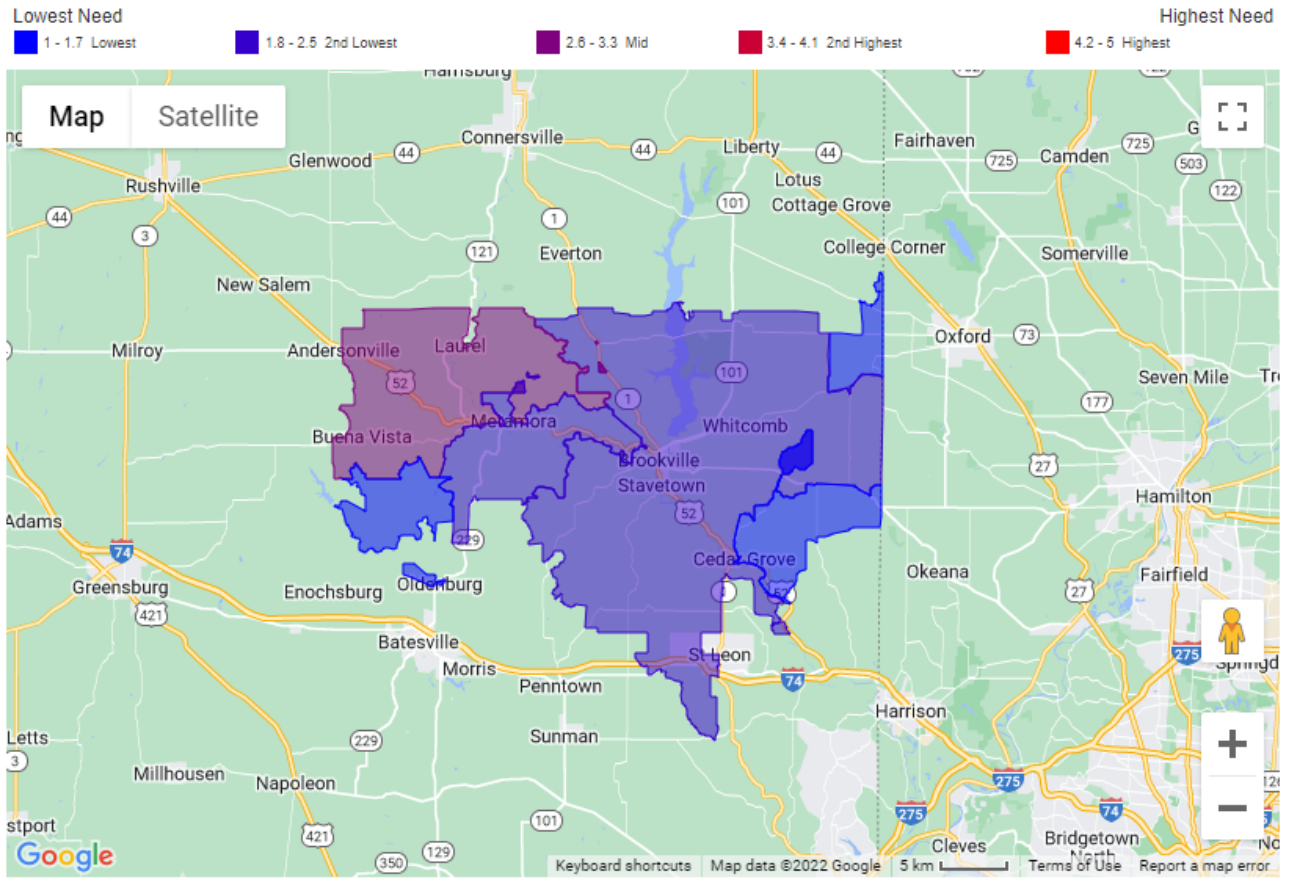 Lowest Need Highest Need
1 - 1.7 Lowest 1.8 - 2.5 2nd Lowest 2.6 - 3.3 Mid 3.4 - 4.1 2nd Highest 4.2 - 5 Highest
Harrisburg
Map Satellite
Connersville
Liberty
Fairhaven
44 44 44
725
725
Camden
503
Glenwood
Rushville
Lotus
122
101
Cottage Grove
44
1
3
121
Everton
College Corner
Somerville
New Salem
Milroy
Andersonville
Laurel
Oxford
73
52
101
Seven Mile
177
1
Metamora
Whitcomb
Buena Vista
Brookville
27
Stavetown
Hamilton
52
Adams
229
74
Cedar Grove
Okeana
Fairfield
Greensburg
Enochsburg
Oldenburg
52
27
421
Batesville
St Leon
275
Morris
74
Penntown
Harrison
229
Sunman
Letts
3
Millhousen
Napoleon
275
101
275
74
421
Bridgetown
North
129
350
Cleves
Google
Keyboard shortcuts Map data ©2022 Google 5 km Terms of Use Report a map error